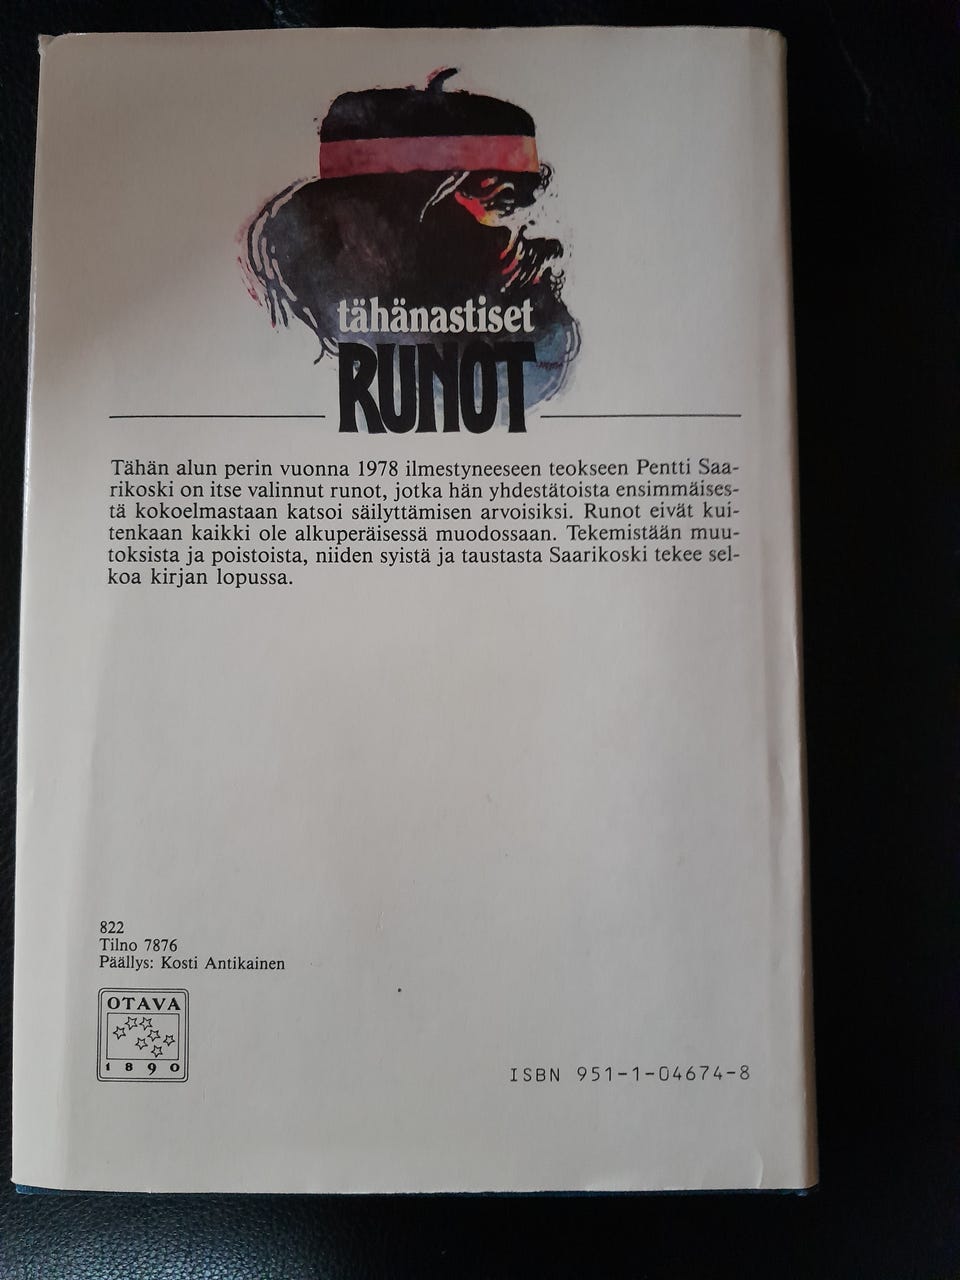 tähänastiset
RUNOT
Tähän alun perin vuonna 1978 ilmestyneeseen teokseen Pentti Saa-
rikoski on itse valinnut runot, jotka hän yhdestätoista ensimmäises-
tä kokoelmastaan katsoi säilyttämisen arvoisiksi. Runot eivät kui-
tenkaan kaikki ole alkuperäisessä muodossaan. Tekemistään muu-
toksista ja poistoista, niiden syistä ja taustasta Saarikoski tekee sel-
koa kirjan lopussa.
822
Tilno 7876
Päällys: Kosti Antikainen
OTAVA
1890
ISBN 951-1-04674-8